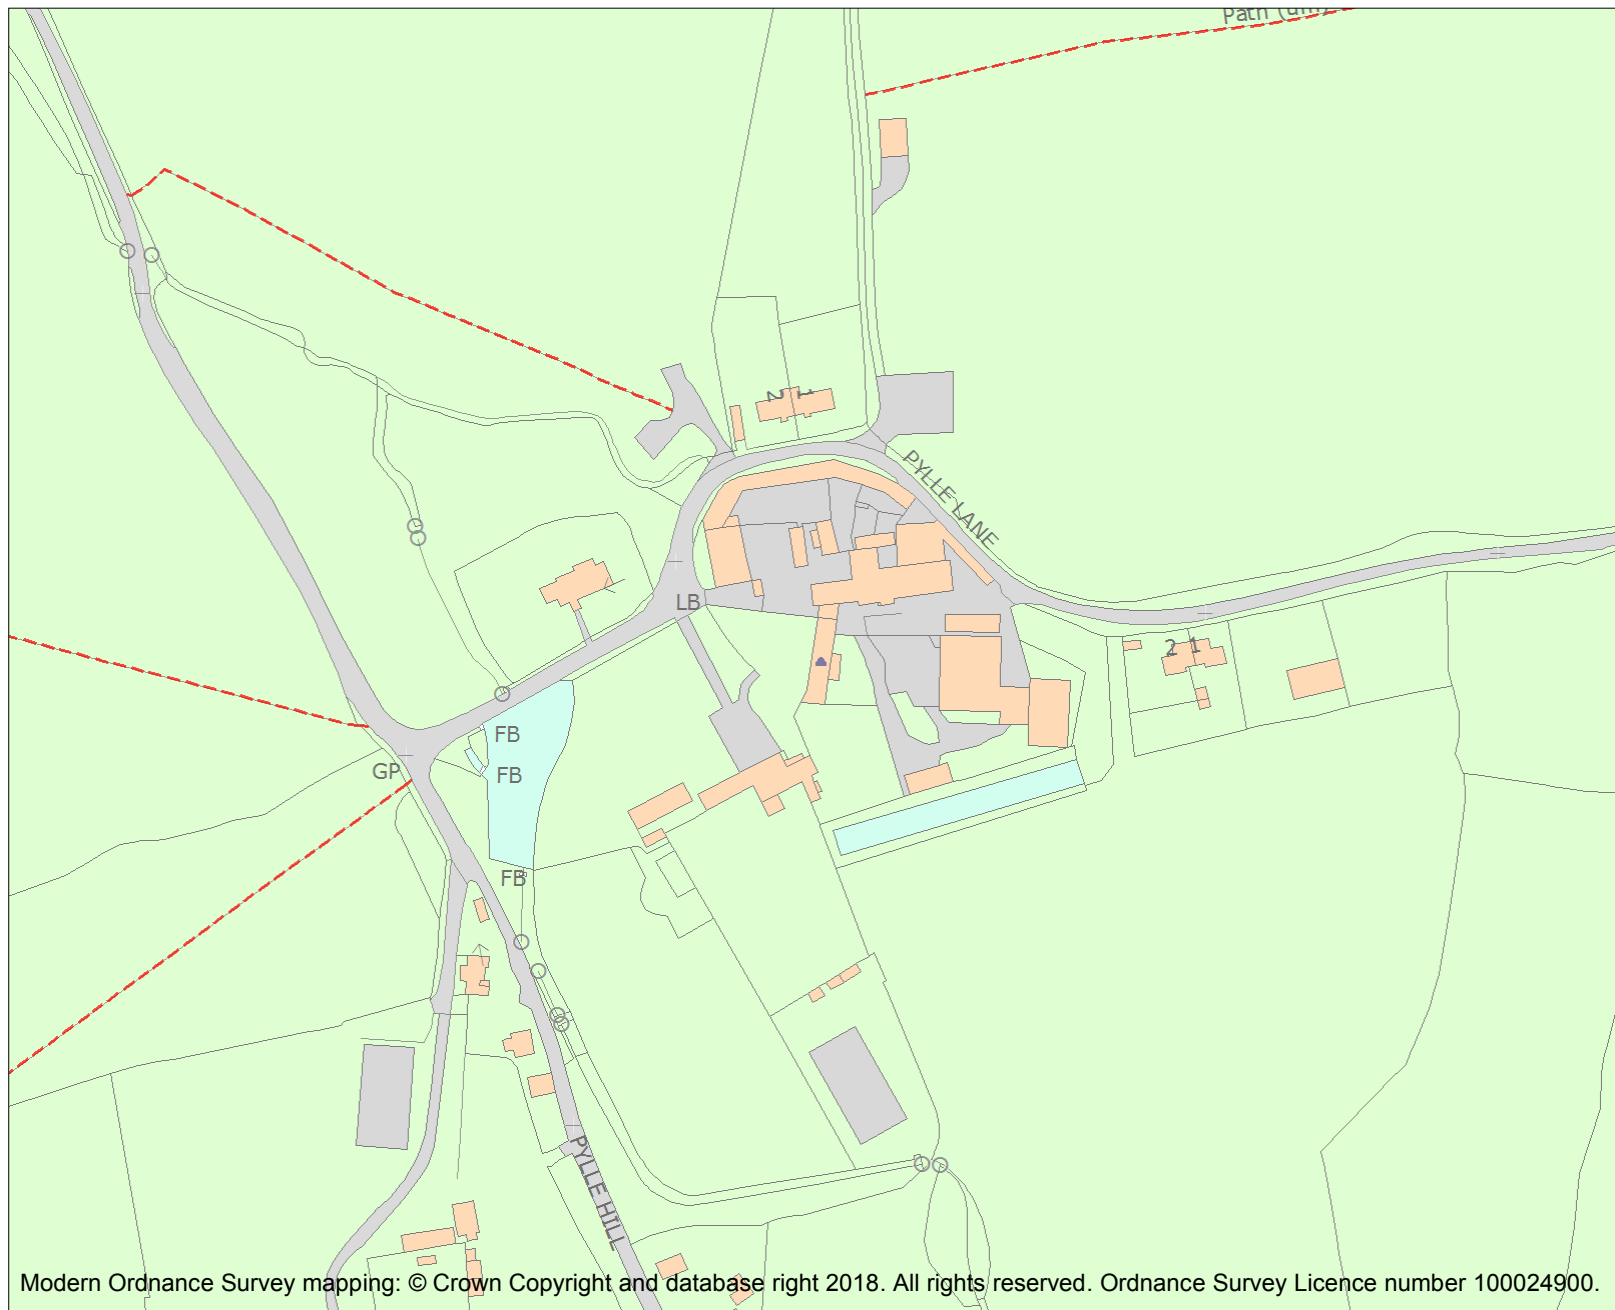 Path (um)
2
1
PYLLE LANE
LB
2 1
FB
GP
FB
FB
PYLLE HILL
Modern Ordnance Survey mapping: © Crown Copyright and database right 2018. All rights reserved. Ordnance Survey Licence number 100024900.